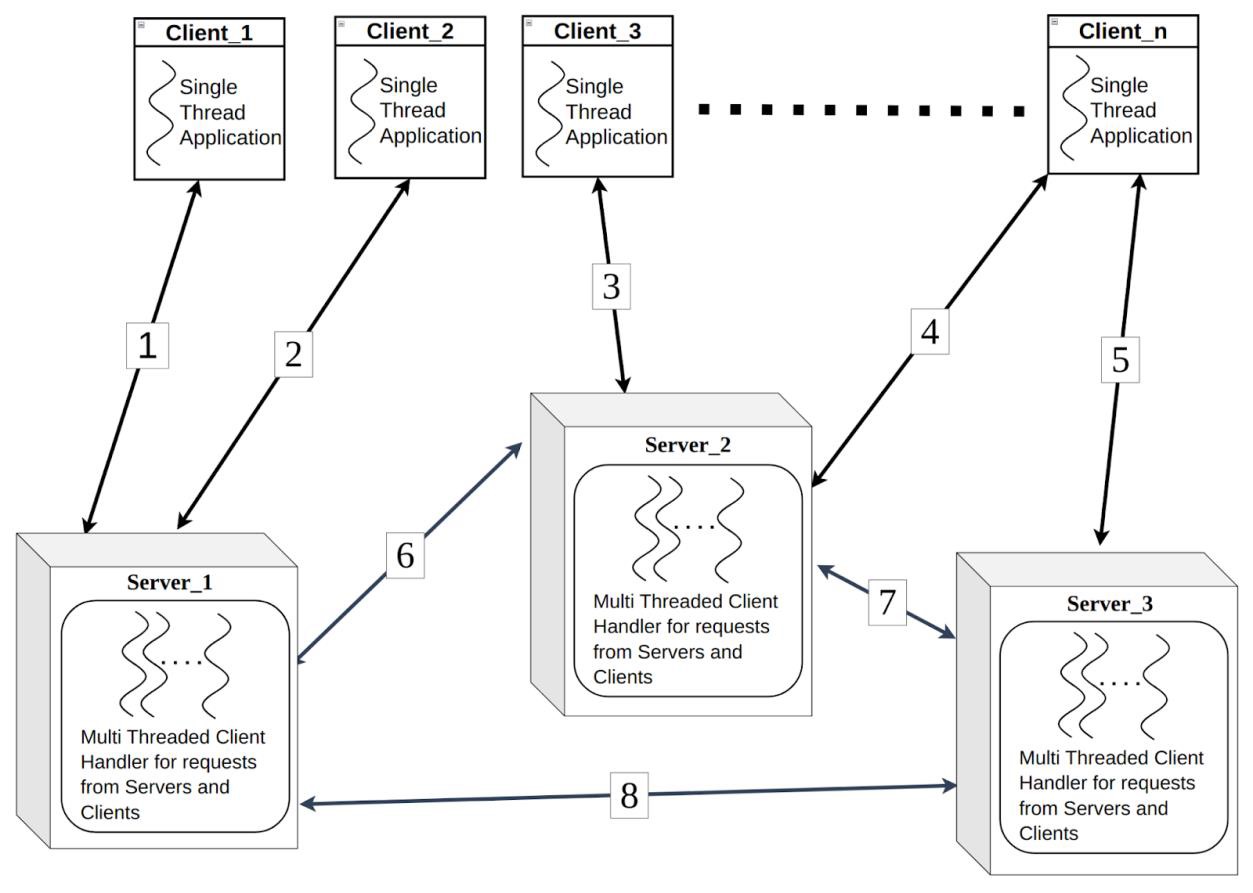 Client_1
Single
Thread
Application
Client_2
Single
Thread
Application
Client_3
Single
Thread
Application
Client_n
Single
Thread
Application
1
2
3
4
5
6
7
8
Server_1
Multi Threaded Client
Handler for requests
from Servers and
Clients
Server_2
Multi Threaded Client
Handler for requests
from Servers and
Clients
Server_3
Multi Threaded Client
Handler for requests
from Servers and
Clients